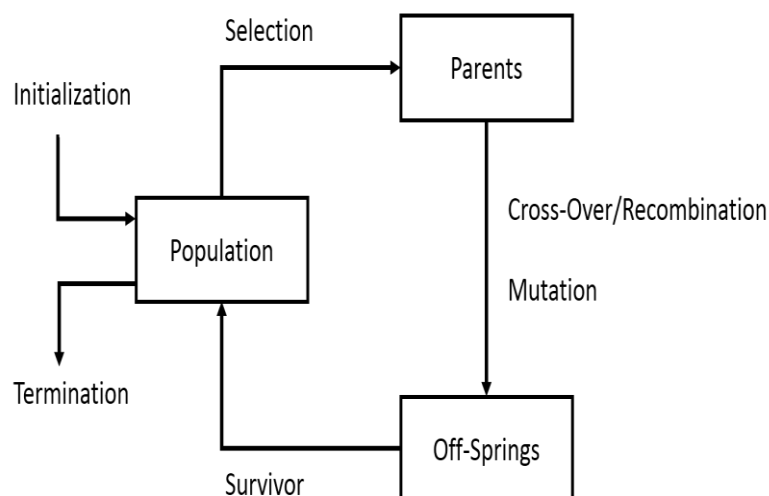 Selection
Parents
Initialization
Cross-Over/Recombination
Population
Mutation
Termination
Off-Springs
Survivor